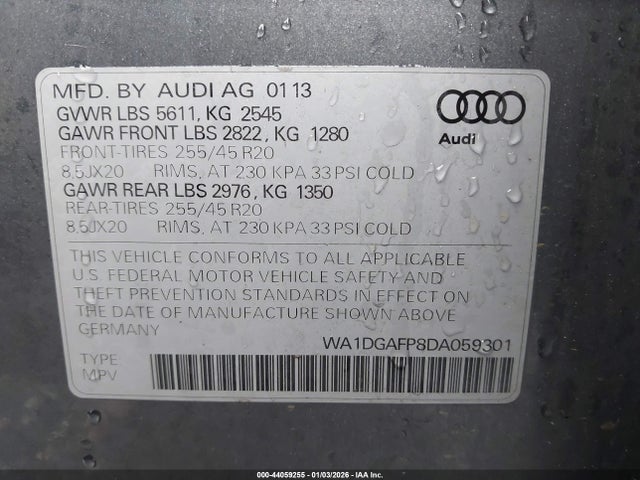 MFD. BY AUDI AG 01 13
GVWR LBS 5611, KG 2545
GAWR FRONT LBS 2822, KG 1280
FRONT-TIRES 255/45 R20
8.5JX20 RIMS, AT 230 KPA 33 PSI COLD
GAWR REAR LBS 2976, KG 1350
REAR-TIRES 255/45 R20
8.5JX20 RIMS, AT 230 KPA 33 PSI COLD
Audi
THIS VEHICLE CONFORMS TO ALL APPLICABLE
U.S. FEDERAL MOTOR VEHICLE SAFETY AND
THEFT PREVENTION STANDARDS IN EFFECT ON
THE DATE OF MANUFACTURE SHOWN ABOVE
GERMANY
WA1DGAFP8DA059301
TYPE
MPV
000-44059255 - 01/03/2026 - IAA Inc.